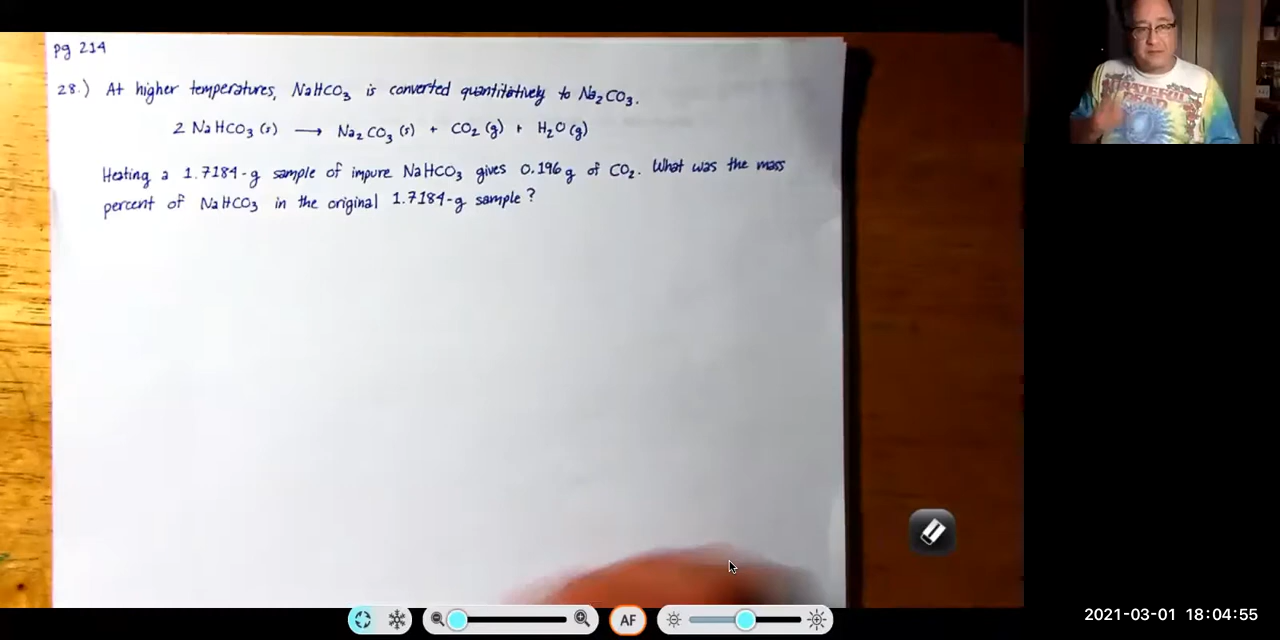 pg 214
28.) At higher temperatures, NaHCO₃ is converted quantitatively to Na₂CO₃.
2 NaHCO₃(s) ⟶ Na₂CO₃(s) + CO₂(g) + H₂O(g)
Heating a 1.7184-g sample of impure NaHCO₃ gives 0.196g of CO₂. What was the mass
percent of NaHCO₃ in the original 1.7184-g sample?
AF
2021-03-01 18:04:55